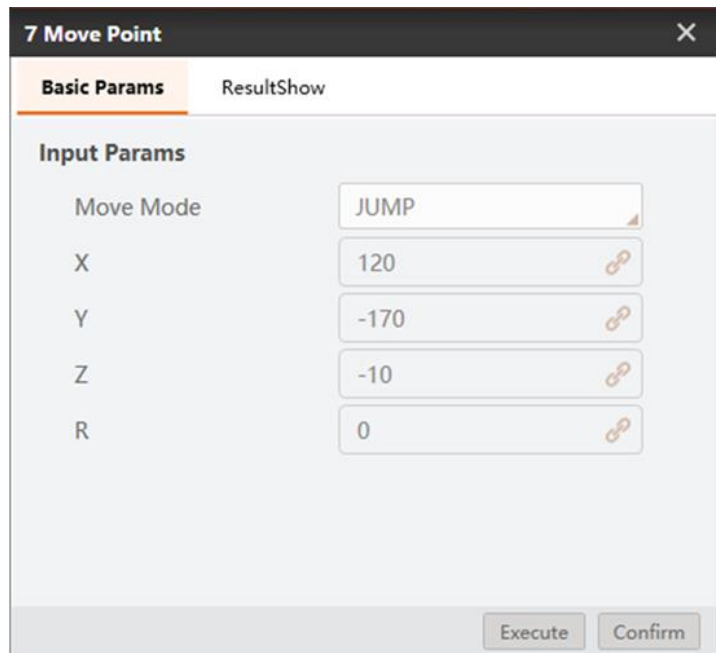 7 Move Point
Basic Params ResultShow
Input Params
Move Mode JUMP
X 120
Y -170
Z -10
R 0
Execute Confirm